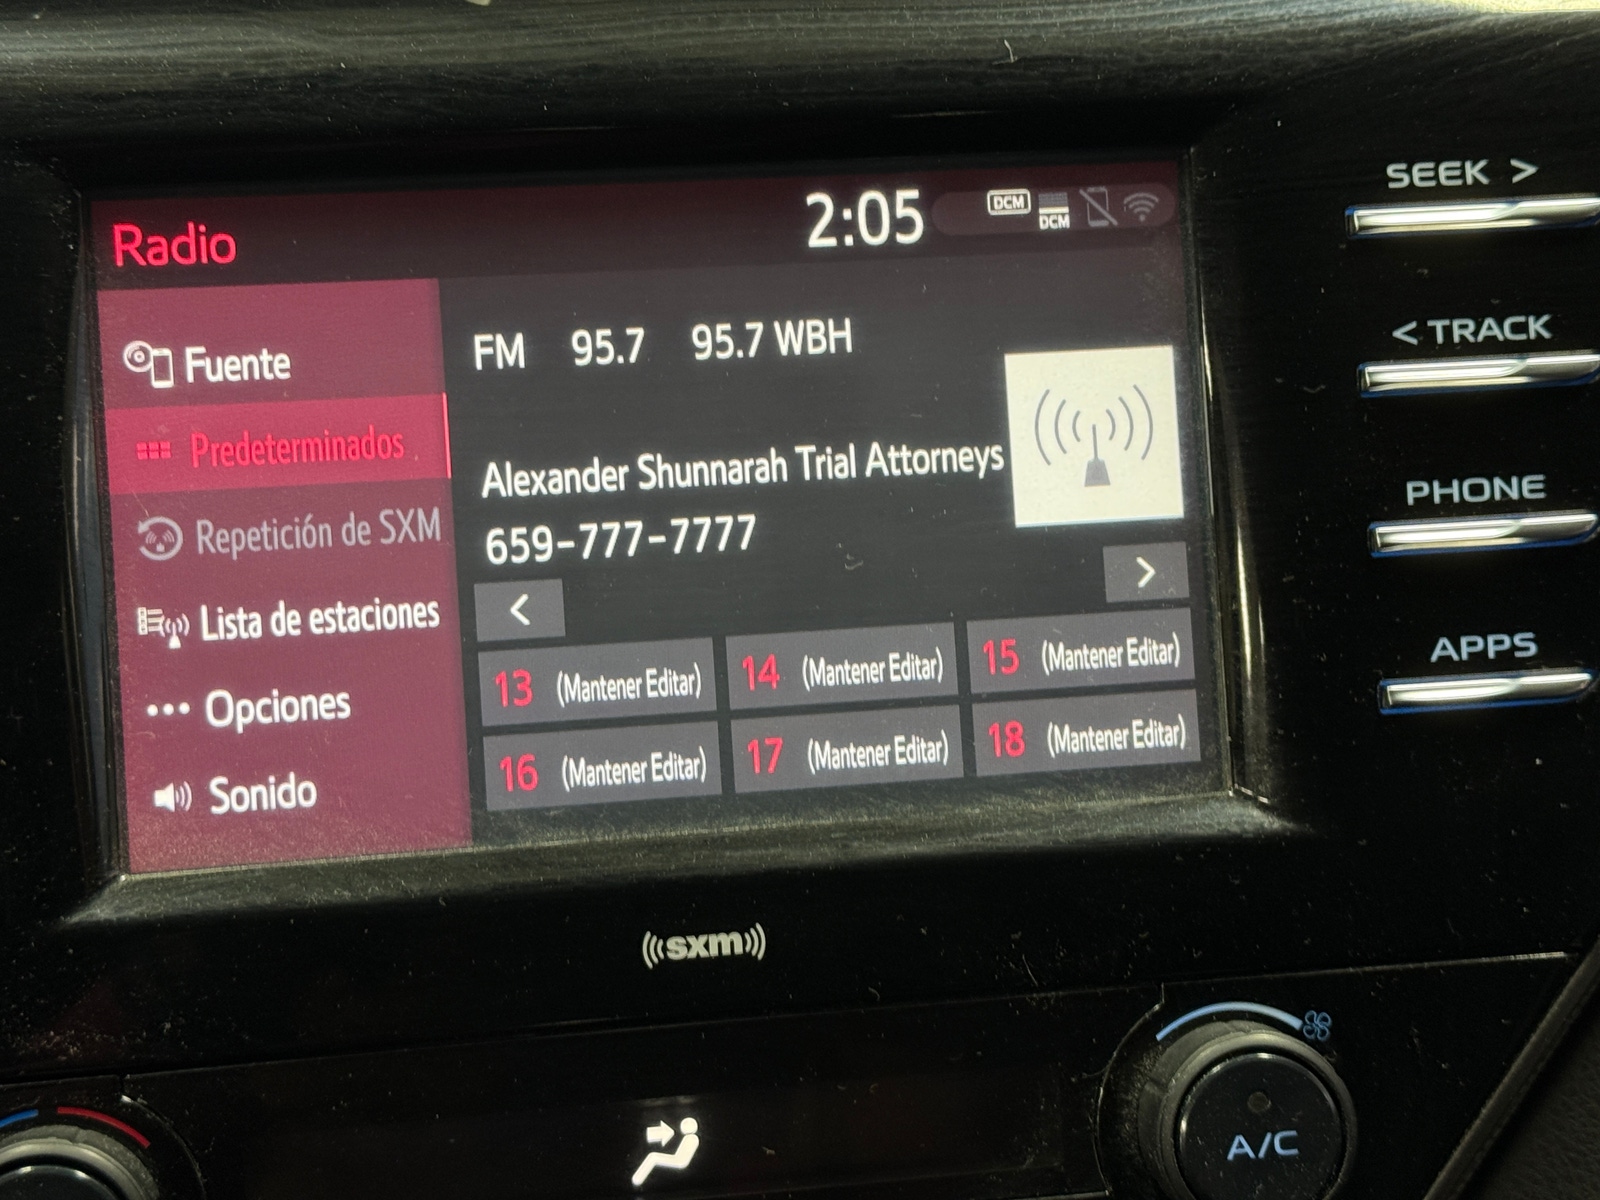 SEEK >
2:05
DCM
DCM
Radio
< TRACK
FM 95.7 95.7 WBH
Fuente
Predeterminados
Alexander Shunnarah Trial Attorneys
PHONE
Repetición de SXM
659-777-7777
< >
Lista de estaciones
13 (Mantener Editar) 14 (Mantener Editar) 15 (Mantener Editar)
APPS
Opciones
16 (Mantener Editar) 17 (Mantener Editar) 18 (Mantener Editar)
Sonido
sxm
A/C